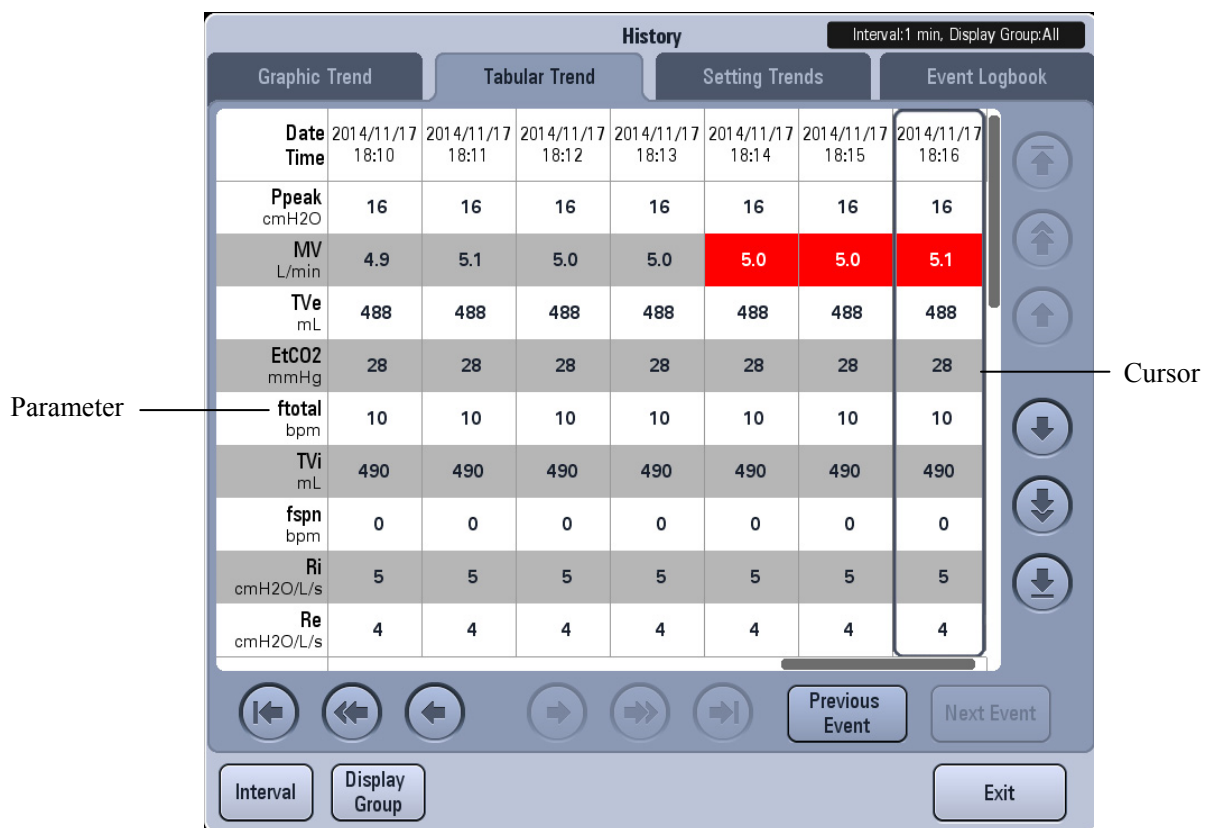 History
Interval:1 min, Display Group:All
Graphic Trend Tabular Trend Setting Trends Event Logbook
Date 2014/11/17 2014/11/17 2014/11/17 2014/11/17 2014/11/17 2014/11/17 2014/11/17
Time 18:10 18:11 18:12 18:13 18:14 18:15 18:16
Ppeak
cmH2O 16 16 16 16 16 16 16
MV
L/min 4.9 5.1 5.0 5.0 5.0 5.0 5.1
TVe
mL 488 488 488 488 488 488 488
EtCO2
mmHg 28 28 28 28 28 28 28
Cursor
Parameter
ftotal
bpm 10 10 10 10 10 10 10
TVi
mL 490 490 490 490 490 490 490
fspn
bpm 0 0 0 0 0 0 0
Ri
cmH2O/L/s 5 5 5 5 5 5 5
Re
cmH2O/L/s 4 4 4 4 4 4 4
Previous
Event
Next Event
Interval
Display
Group
Exit